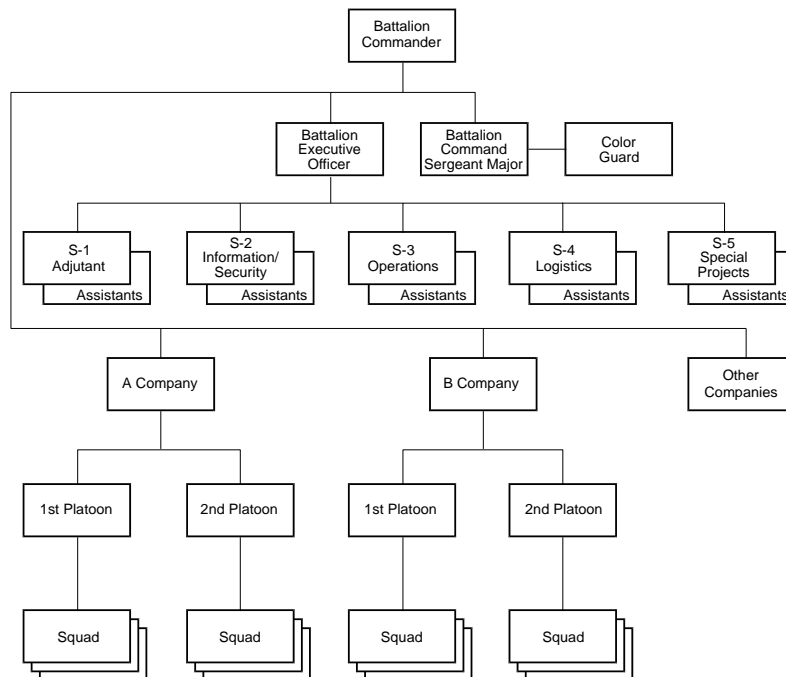 Battalion
Commander
Battalion
Executive
Officer
Battalion
Command
Sergeant Major
Color
Guard
S-1
Adjutant
Assistants
S-2
Information/
Security
Assistants
S-3
Operations
Assistants
S-4
Logistics
Assistants
S-5
Special
Projects
Assistants
A Company
B Company
Other
Companies
1st Platoon
2nd Platoon
1st Platoon
2nd Platoon
Squad
Squad
Squad
Squad